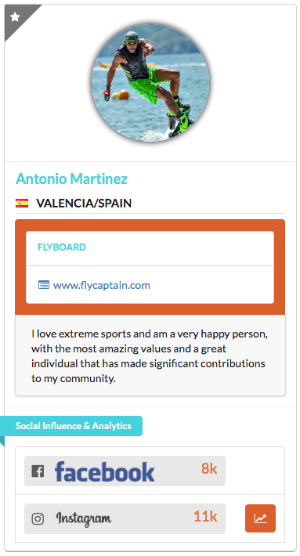 Antonio Martinez
VALENCIA/SPAIN
FLYBOARD
www.flycaptain.com
I love extreme sports and am a very happy person,
with the most amazing values and a great
individual that has made significant contributions
to my community.
Social Influence & Analytics
facebook 8k
Instagram 11k